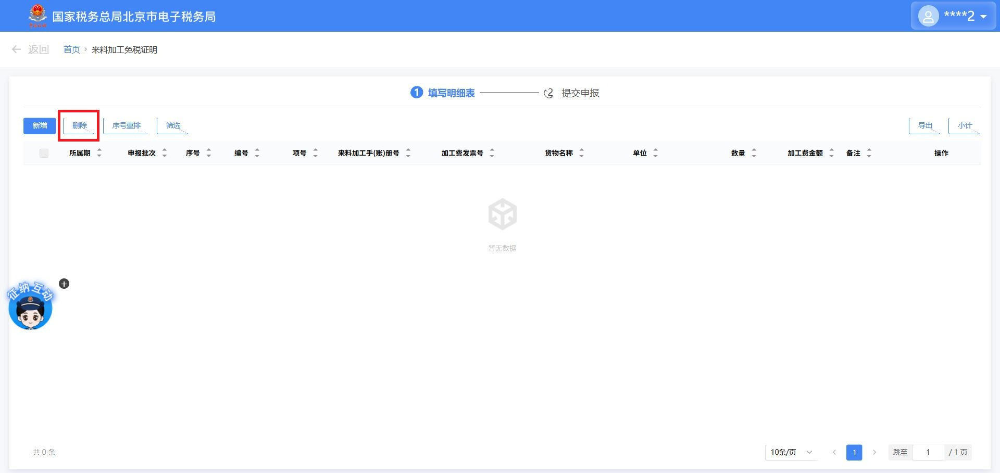 国家税务总局北京市电子税务局
****2
返回 首页 › 来料加工免税证明
1 填写明细表 2 提交申报
新增 删除 序号重排 筛选 导出 小计
所属期 申报批次 序号 编号 项号 来料加工手(账)册号 加工费发票号 货物名称 单位 数量 加工费金额 备注 操作
暂无数据
征纳互动
共 0 条 10条/页 1 跳至 1 / 1 页